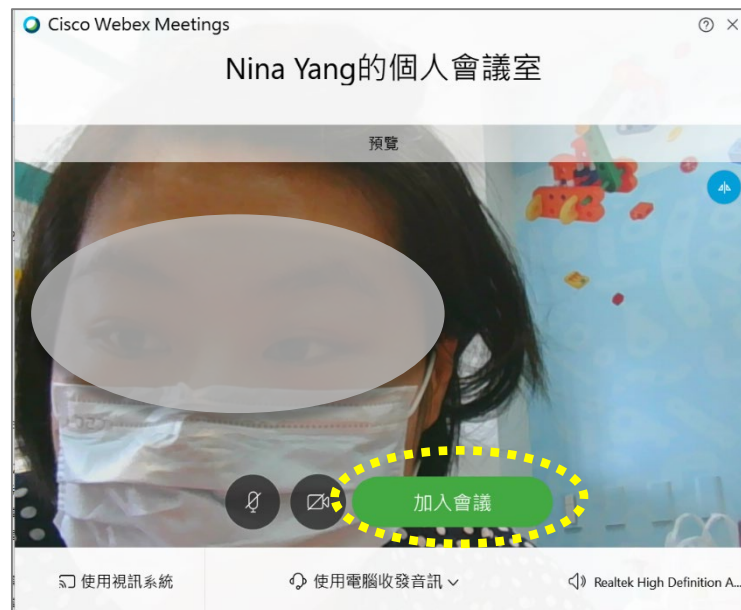 Cisco Webex Meetings
Nina Yang的個人會議室
預覽
加入會議
使用視訊系統
使用電腦收發音訊
Realtek High Definition A...